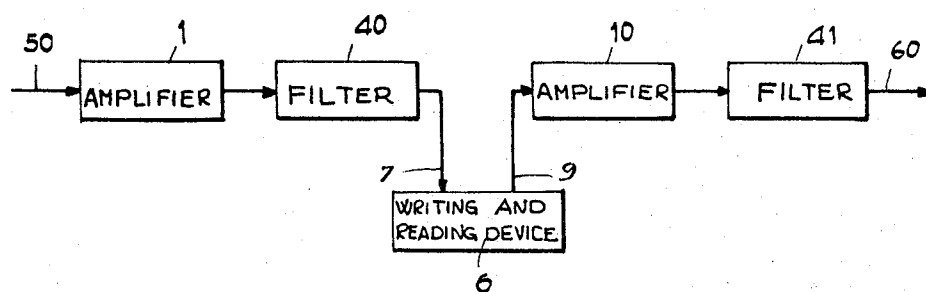 50
1
AMPLIFIER
40
FILTER
7
WRITING AND
READING DEVICE
6
9
10
AMPLIFIER
41
FILTER
60